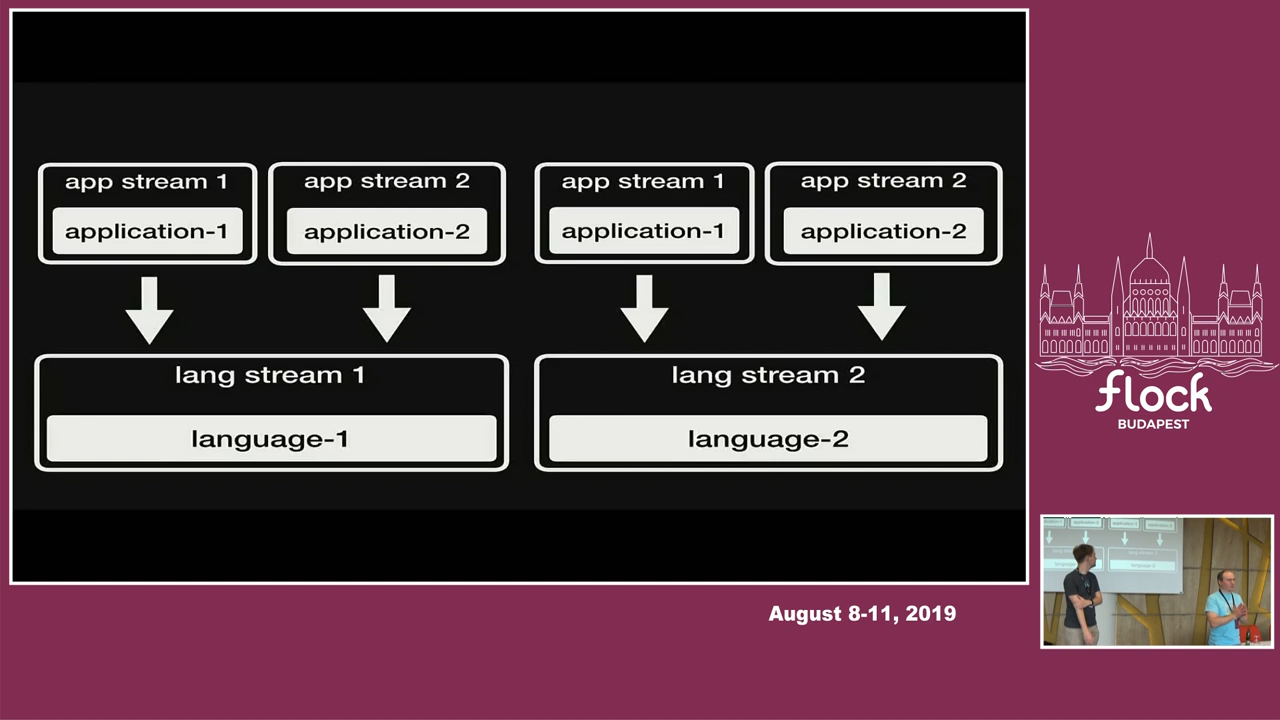 app stream 1
application-1
app stream 2
application-2
app stream 1
application-1
app stream 2
application-2
lang stream 1
language-1
lang stream 2
language-2
flock
BUDAPEST
August 8-11, 2019